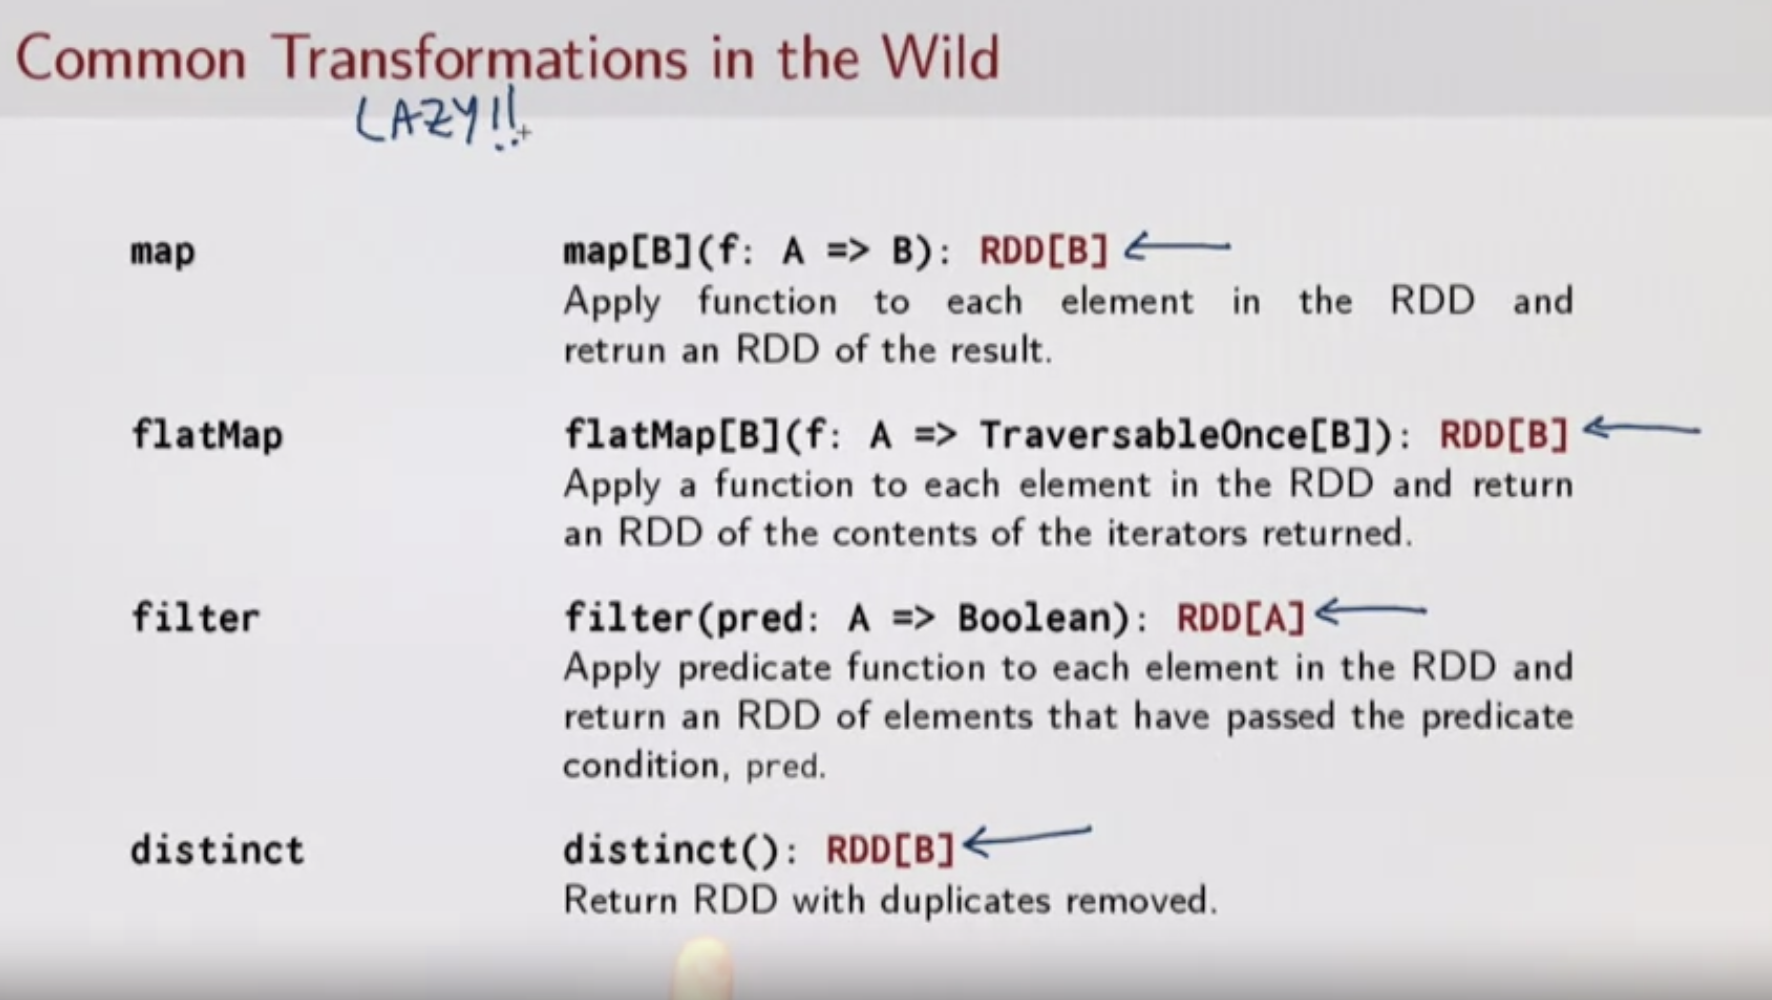 Common Transformations in the Wild
LAZY!!
map
map[B](f: A => B): RDD[B]
Apply function to each element in the RDD and
retrun an RDD of the result.
flatMap
flatMap[B](f: A => TraversableOnce[B]): RDD[B]
Apply a function to each element in the RDD and return
an RDD of the contents of the iterators returned.
filter
filter(pred: A => Boolean): RDD[A]
Apply predicate function to each element in the RDD and
return an RDD of elements that have passed the predicate
condition, pred.
distinct
distinct(): RDD[B]
Return RDD with duplicates removed.